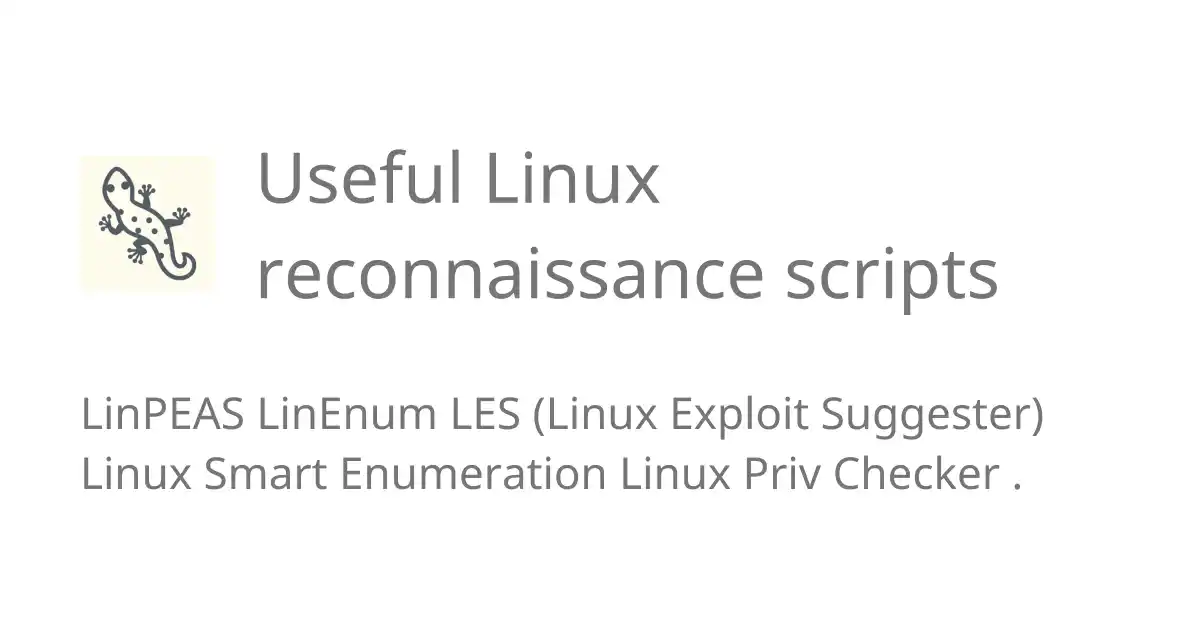 Useful Linux
reconnaissance scripts
LinPEAS LinEnum LES (Linux Exploit Suggester)
Linux Smart Enumeration Linux Priv Checker .